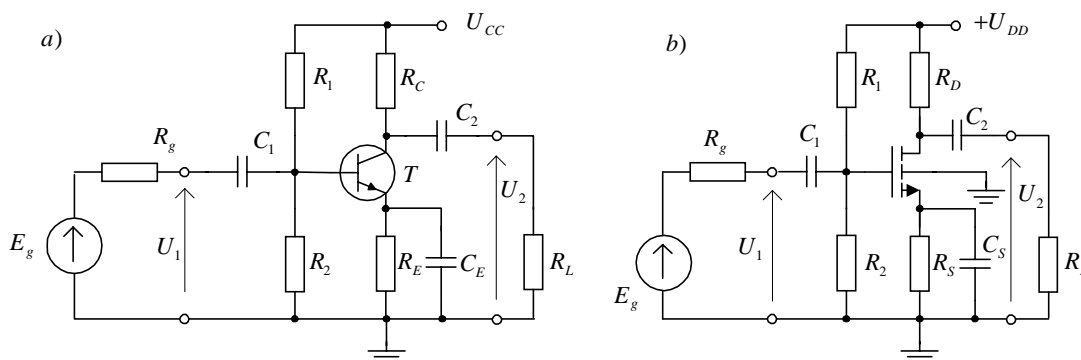 a)
U_CC
R_1
R_C
C_2
R_g
C_1
T
U_2
E_g
U_1
R_2
R_E
C_E
R_L
b)
+U_DD
R_1
R_D
C_2
R_g
C_1
U_2
E_g
U_1
R_2
R_S
C_S